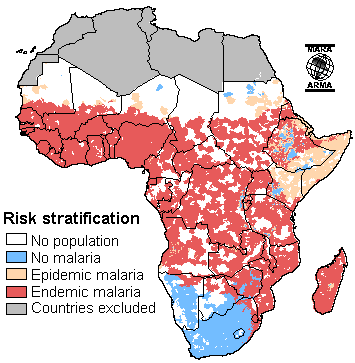 MARA
ARMA
Risk stratification
No population
No malaria
Epidemic malaria
Endemic malaria
Countries excluded